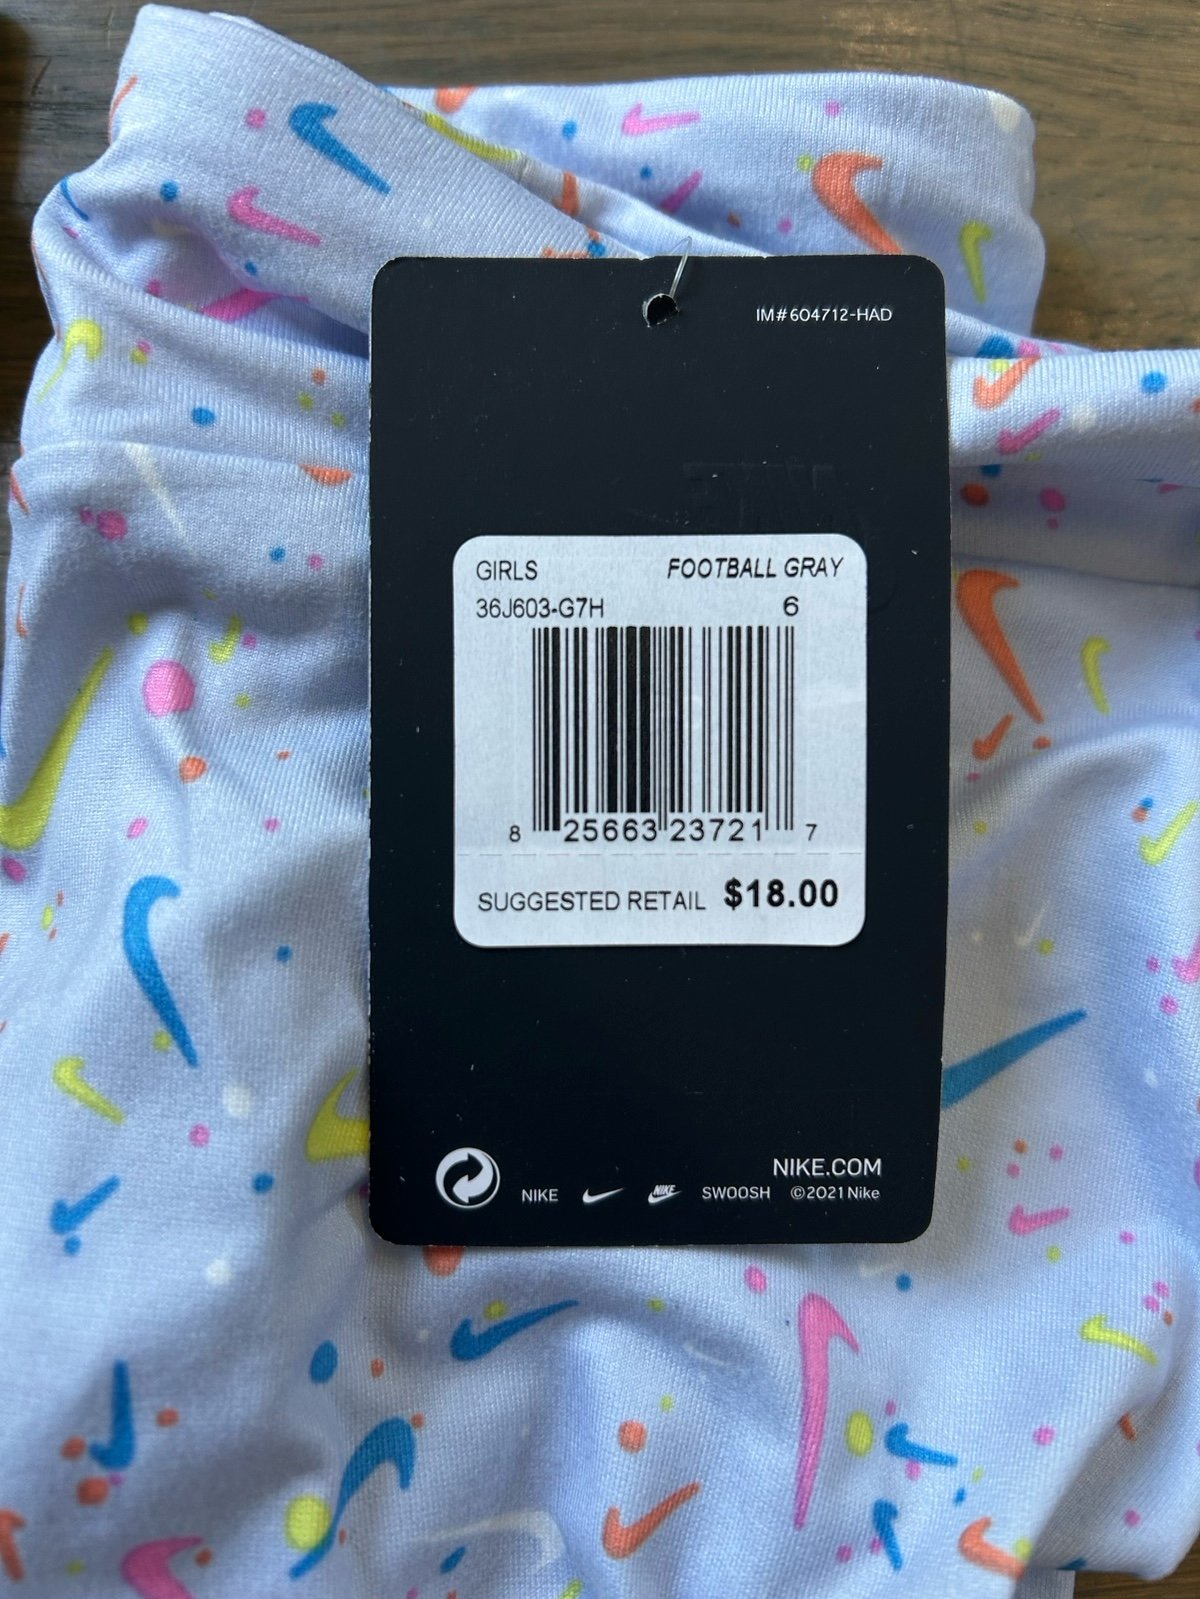 IM#604712-HAD
GIRLS FOOTBALL GRAY
36J603-G7H 6
8 25663 23721 7
SUGGESTED RETAIL $18.00
NIKE.COM
NIKE NIKE SWOOSH ©2021 Nike